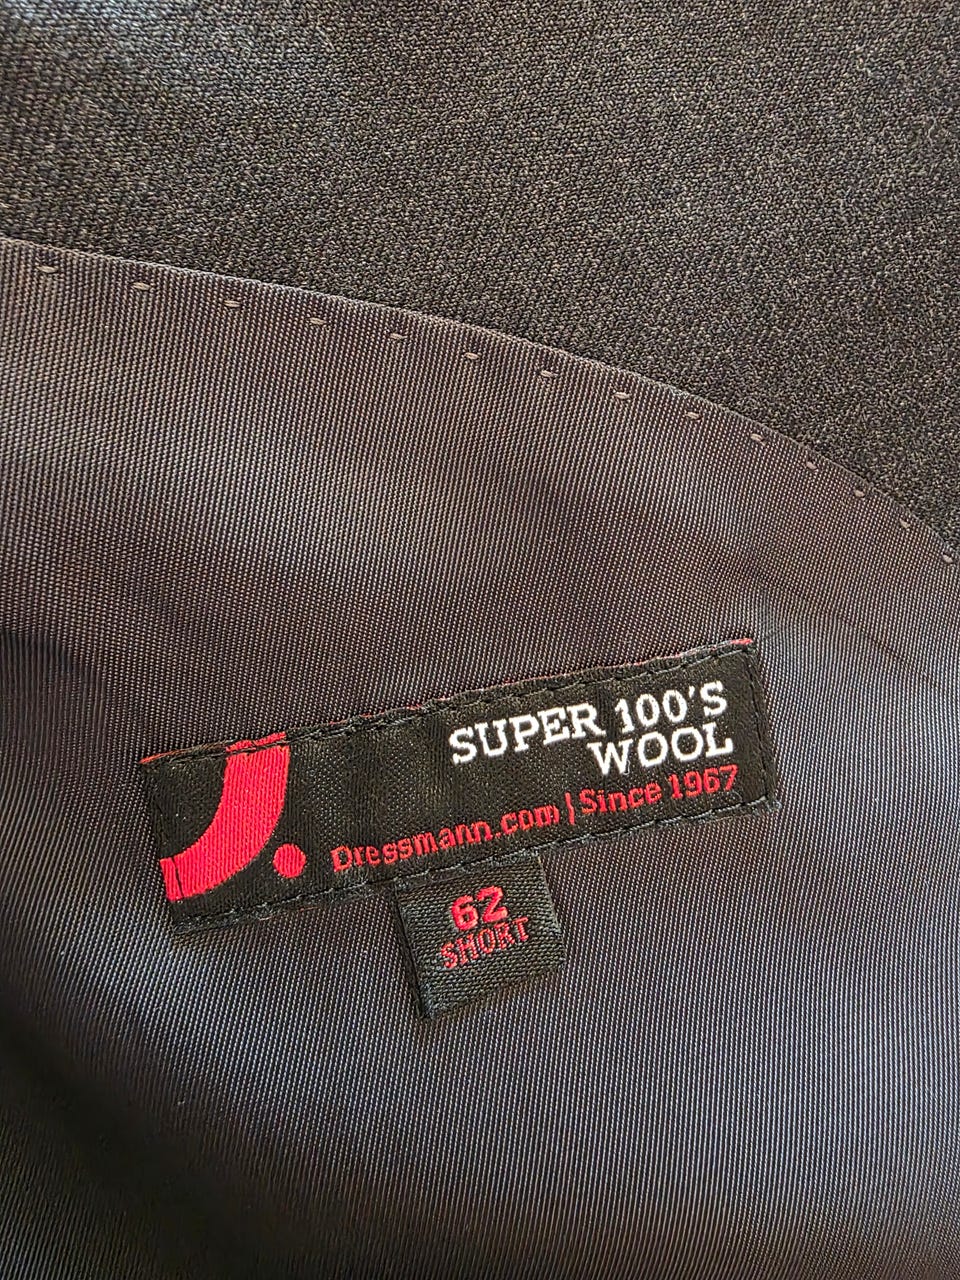 SUPER 100'S
WOOL
Dressmann.com | Since 1967
62
SHORT